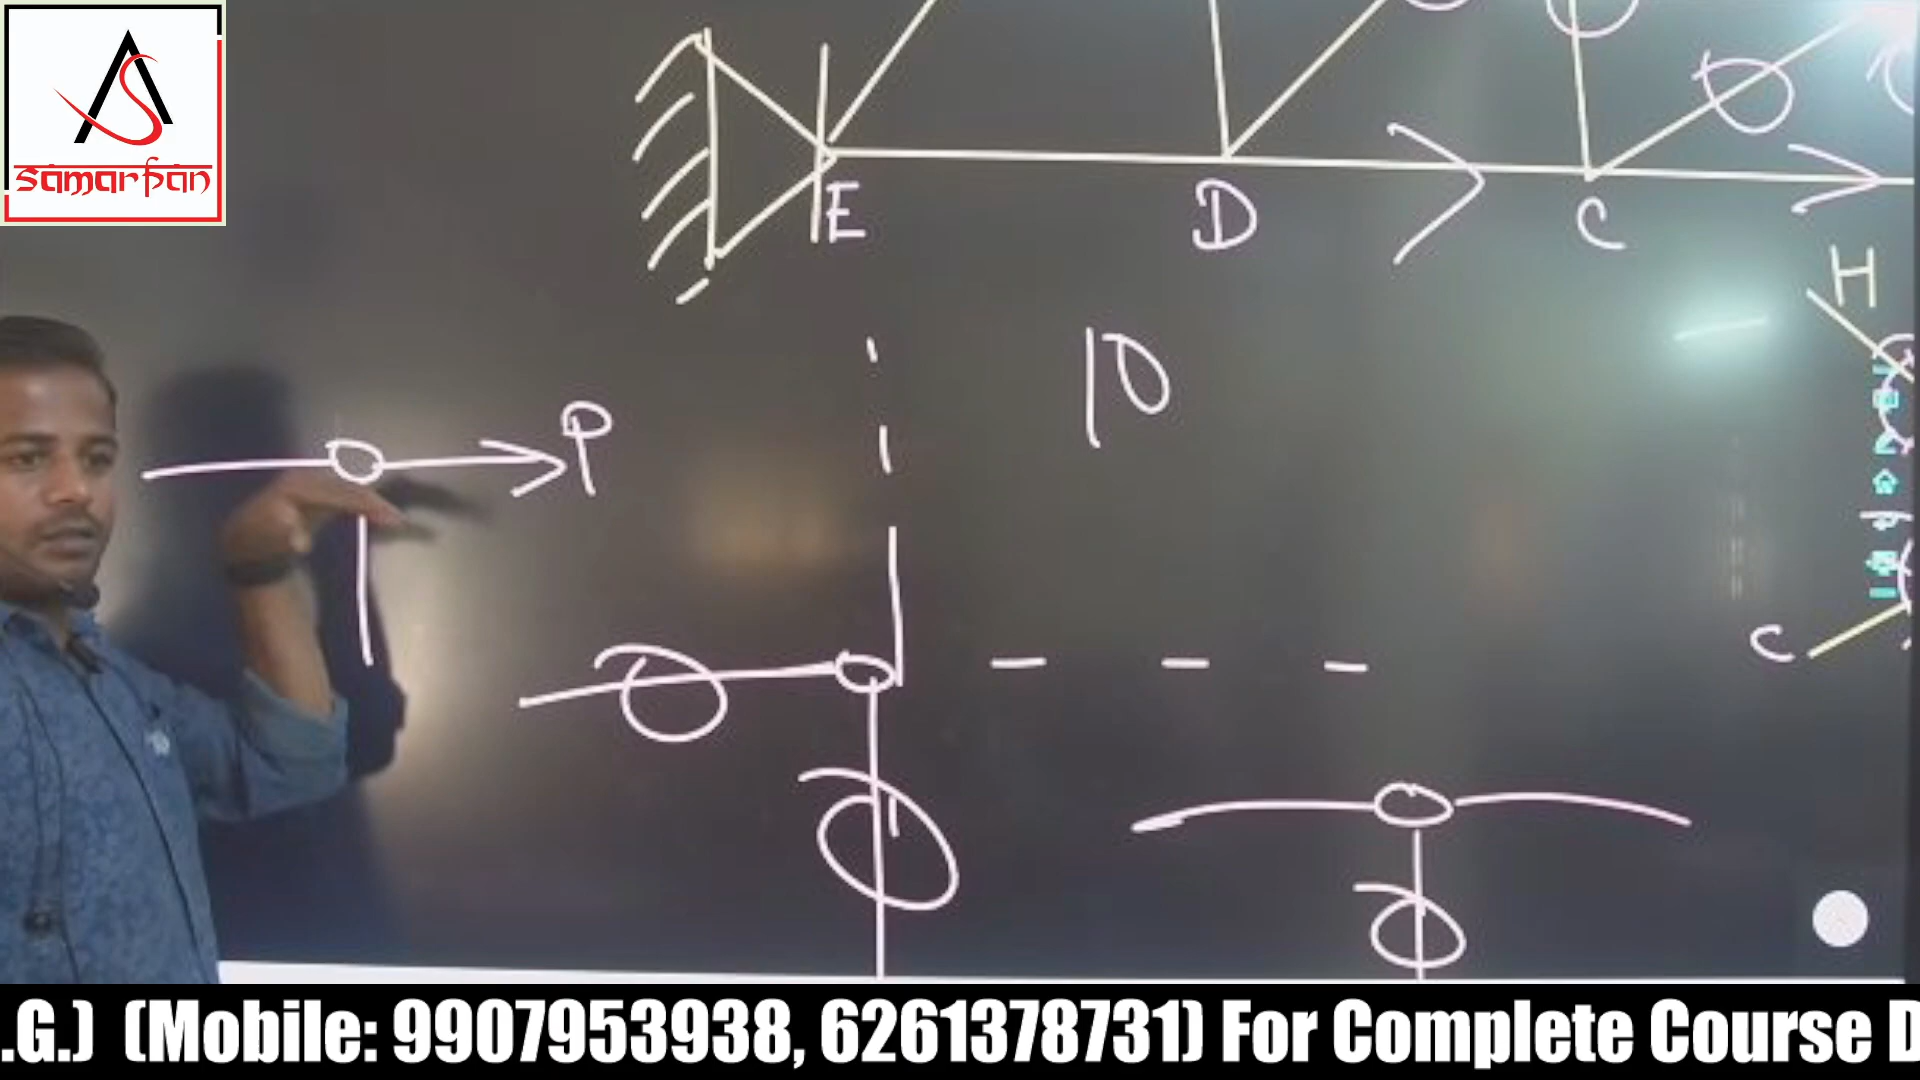 SAMARPAN
E
D
C
H
10
P
C
.G.) (Mobile: 9907953938, 6261378731) For Complete Course D